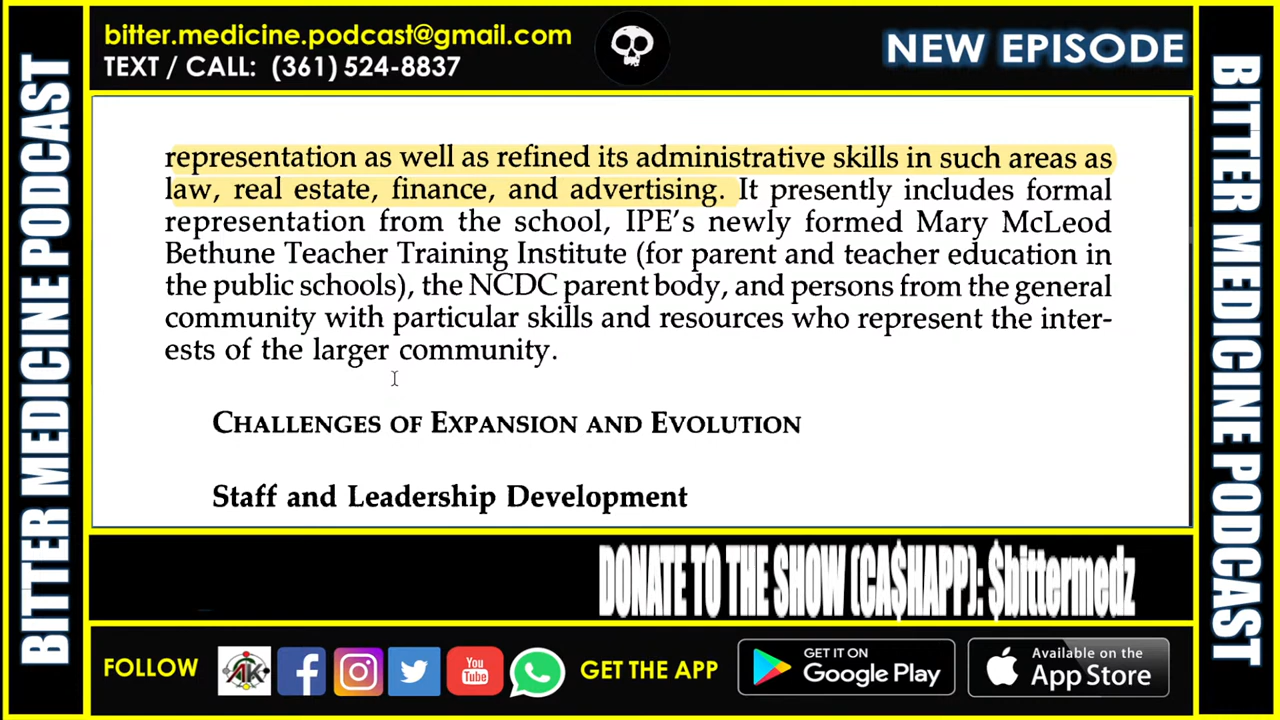 bitter.medicine.podcast@gmail.com
TEXT / CALL: (361) 524-8837
NEW EPISODE
BITTER MEDICINE PODCAST
representation as well as refined its administrative skills in such areas as
law, real estate, finance, and advertising. It presently includes formal
representation from the school, IPE's newly formed Mary McLeod
Bethune Teacher Training Institute (for parent and teacher education in
the public schools), the NCDC parent body, and persons from the general
community with particular skills and resources who represent the inter-
ests of the larger community.
CHALLENGES OF EXPANSION AND EVOLUTION
Staff and Leadership Development
BITTER MEDICINE PODCAST
DONATE TO THE SHOW (CA$HAPP): $bittermedz
FOLLOW
ATK
You
Tube
GET THE APP
GET IT ON
Google Play
Available on the
App Store